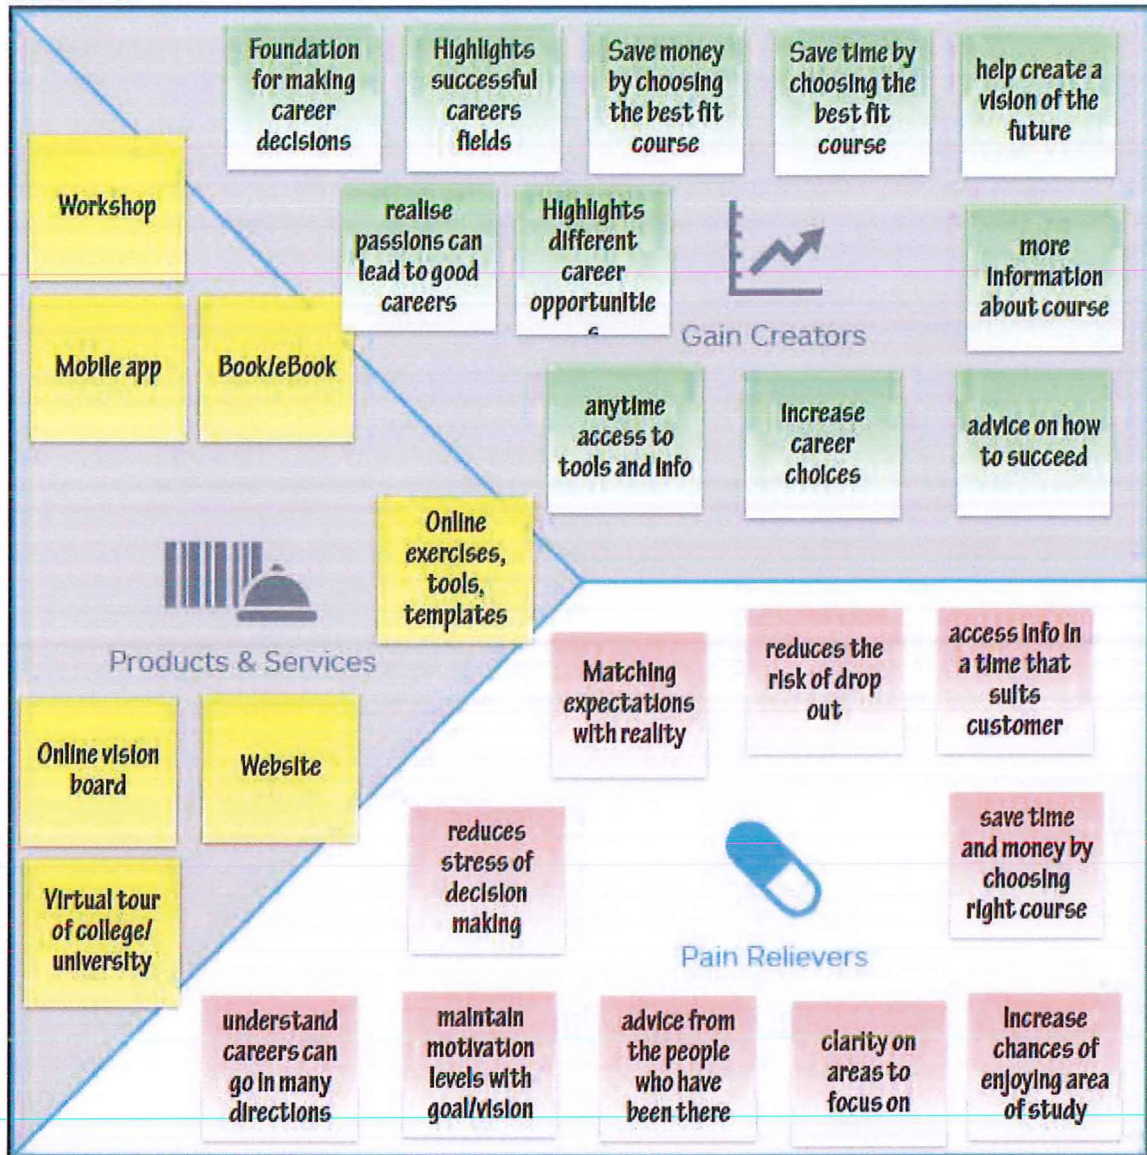 Foundation
for making
career
decisions
Highlights
successful
careers
fields
Save money
by choosing
the best fit
course
Save time by
choosing the
best fit
course
help create a
vision of the
future
Workshop
realise
passions can
lead to good
careers
Highlights
different
career
opportunitie
s
more
information
about course
Gain Creators
Mobile app
Book/eBook
anytime
access to
tools and info
increase
career
choices
advice on how
to succeed
Online
exercises,
tools,
templates
Products & Services
Matching
expectations
with reality
reduces the
risk of drop
out
access info in
a time that
suits
customer
Online vision
board
Website
reduces
stress of
decision
making
save time
and money by
choosing
right course
Virtual tour
of college/
university
Pain Relievers
understand
careers can
go in many
directions
maintain
motivation
levels with
goal/vision
advice from
the people
who have
been there
clarity on
areas to
focus on
Increase
chances of
enjoying area
of study